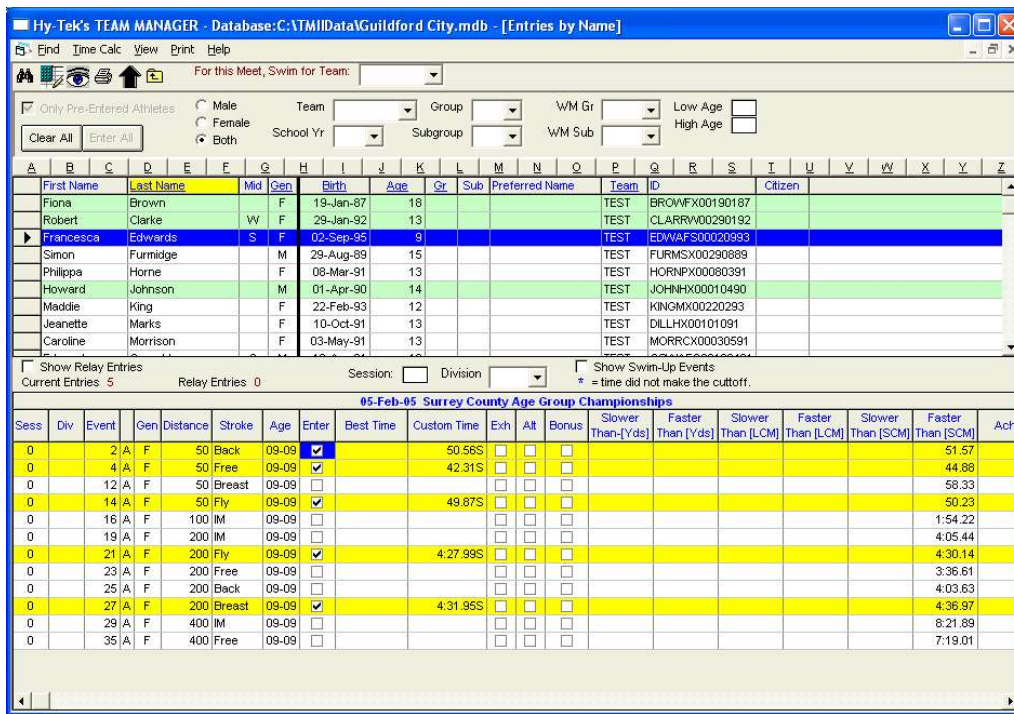 Hy-Tek's TEAM MANAGER - Database:C:\TMIIData\Guildford City.mdb - [Entries by Name]
Find Time Calc View Print Help
For this Meet, Swim for Team:
Only Pre-Entered Athletes Male Team Group WM Gr Low Age
Female High Age
Clear All Enter All Both School Yr Subgroup WM Sub
A B C D E F G H I J K L M N O P Q R S T U V W X Y Z
First Name Last Name Mid Gen Birth Age Gr Sub Preferred Name Team ID Citizen
Fiona Brown F 19-Jan-87 18 TEST BROWFX00190187
Robert Clarke W F 29-Jan-92 13 TEST CLARRW00290192
Francesca Edwards S F 02-Sep-95 9 TEST EDWAFS00020993
Simon Furmidge M 29-Aug-89 15 TEST FURMSX00290889
Philippa Horne F 08-Mar-91 13 TEST HORNPX00080391
Howard Johnson M 01-Apr-90 14 TEST JOHNHX00010490
Maddie King F 22-Feb-93 12 TEST KINGMX00220293
Jeanette Marks F 10-Oct-91 13 TEST DILLHX00101091
Caroline Morrison F 03-May-91 13 TEST MORRCX00030591
Show Relay Entries Session: Division Show Swim-Up Events
Current Entries 5 Relay Entries 0 * = time did not make the cuttoff.
05-Feb-05 Surrey County Age Group Championships
Sess Div Event Gen Distance Stroke Age Enter Best Time Custom Time Exh Alt Bonus Slower Than-[Yds] Faster Than [Yds] Slower Than [LCM] Faster Than [LCM] Slower Than [SCM] Faster Than [SCM] Ach
0 2 A F 50 Back 09-09 50.56S 51.57
0 4 A F 50 Free 09-09 42.31S 44.88
0 12 A F 50 Breast 09-09 58.33
0 14 A F 50 Fly 09-09 49.87S 50.23
0 16 A F 100 IM 09-09 1:54.22
0 19 A F 200 IM 09-09 4:05.44
0 21 A F 200 Fly 09-09 4:27.99S 4:30.14
0 23 A F 200 Free 09-09 3:36.61
0 25 A F 200 Back 09-09 4:03.63
0 27 A F 200 Breast 09-09 4:31.95S 4:36.97
0 29 A F 400 IM 09-09 8:21.89
0 35 A F 400 Free 09-09 7:19.01